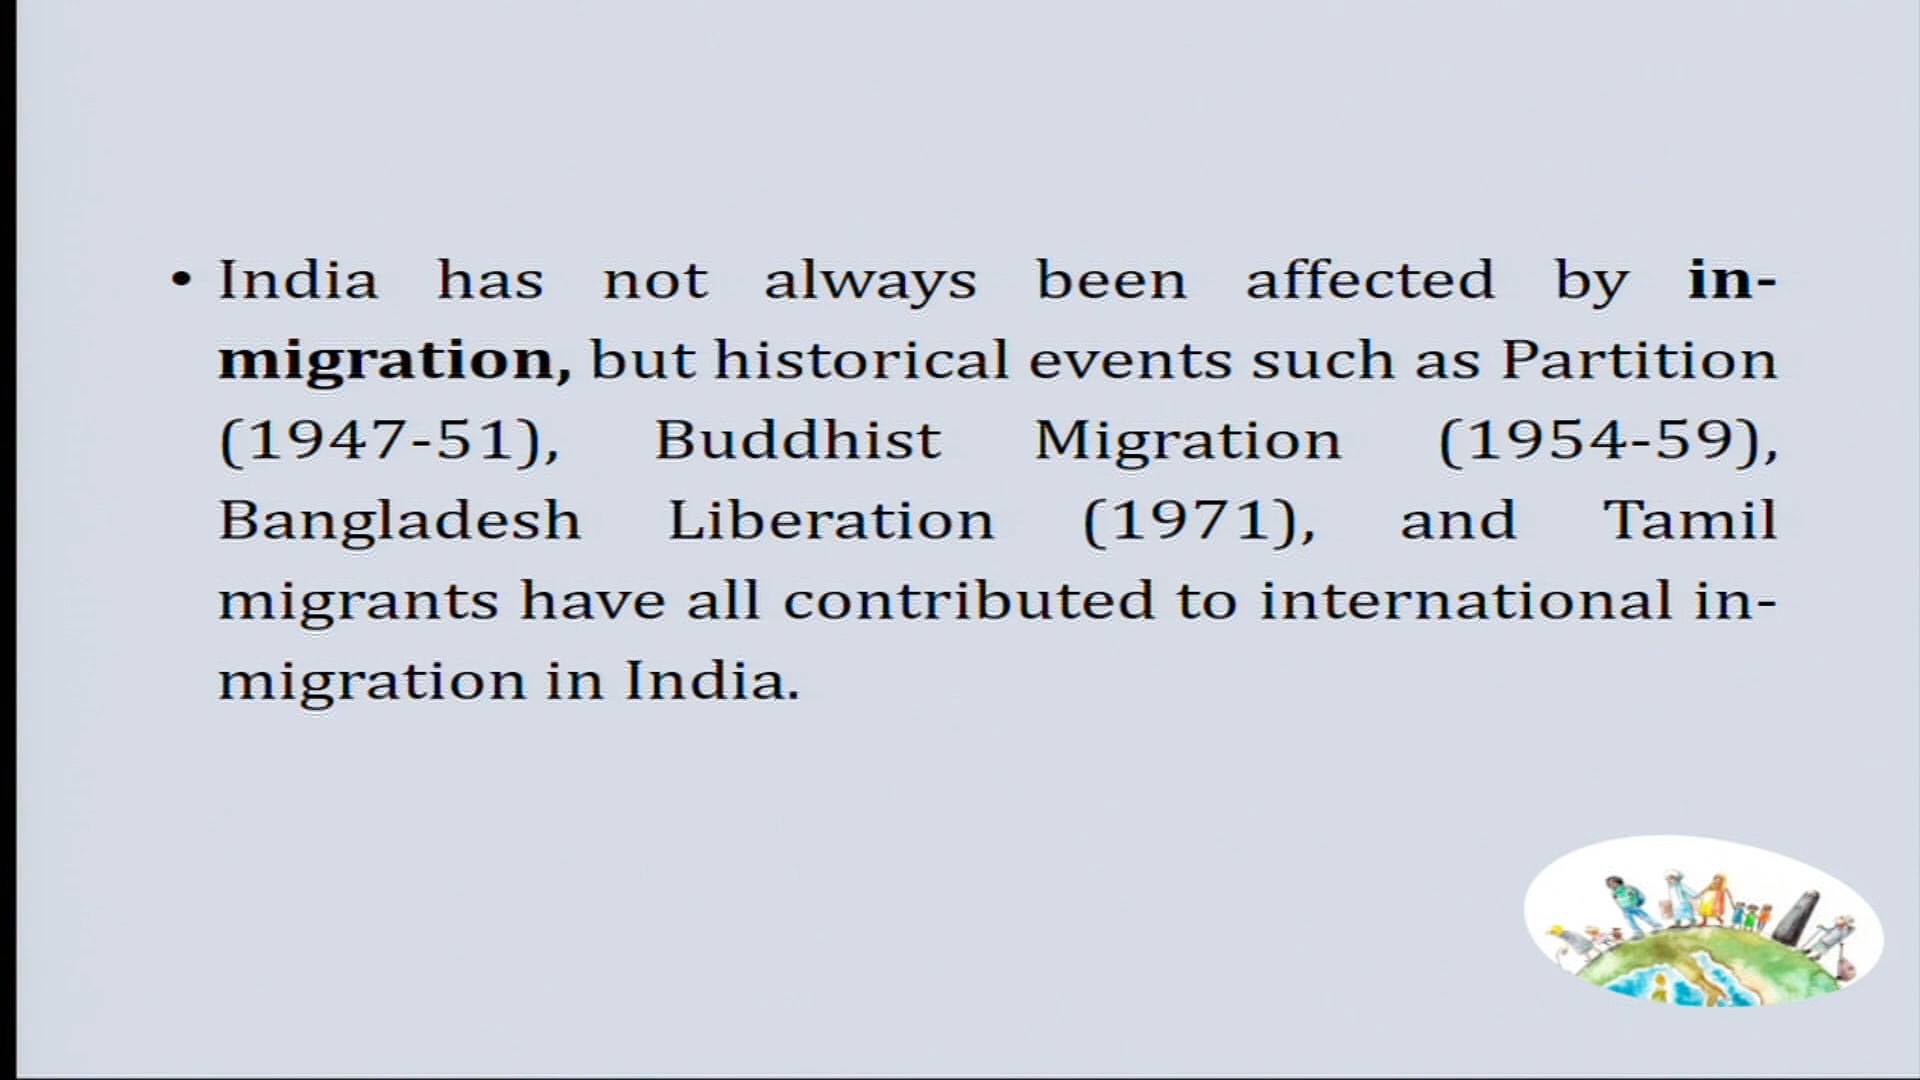 • India has not always been affected by in-
migration, but historical events such as Partition
(1947-51), Buddhist Migration (1954-59),
Bangladesh Liberation (1971), and Tamil
migrants have all contributed to international in-
migration in India.